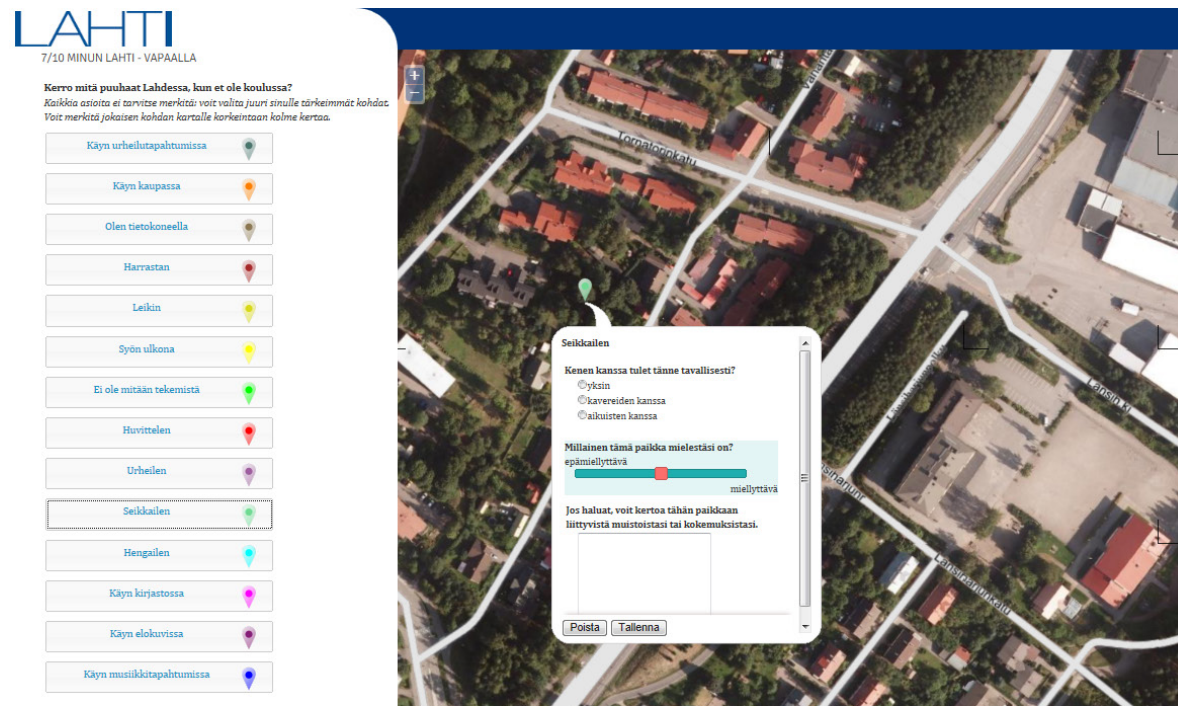 LAHTI
7/10 MINUN LAHTI - VAPAALLA
Kerro mitä puuhaat Lahdessa, kun et ole koulussa?
Kaikkia asioita ei tarvitse merkitä: voit valita juuri sinulle tärkeimmät kohdat.
Voit merkitä jokaisen kohdan kartalle korkeintaan kolme kertaa.
Käyn urheilutapahtumissa
Käyn kaupassa
Olen tietokoneella
Harrastan
Leikin
Syön ulkona
Ei ole mitään tekemistä
Huvittelen
Urheilen
Seikkailen
Hengailen
Käyn kirjastossa
Käyn elokuvissa
Käyn musiikkitapahtumissa
+
−
Tornatorinkatu
Länsiharjunkatu
Seikkailen
Kenen kanssa tulet tänne tavallisesti?
yksin
kavereiden kanssa
aikuisten kanssa
Millainen tämä paikka mielestäsi on?
epämiellyttävä
miellyttävä
Jos haluat, voit kertoa tähän paikkaan
liittyvistä muistoistasi tai kokemuksistasi.
Poista
Tallenna